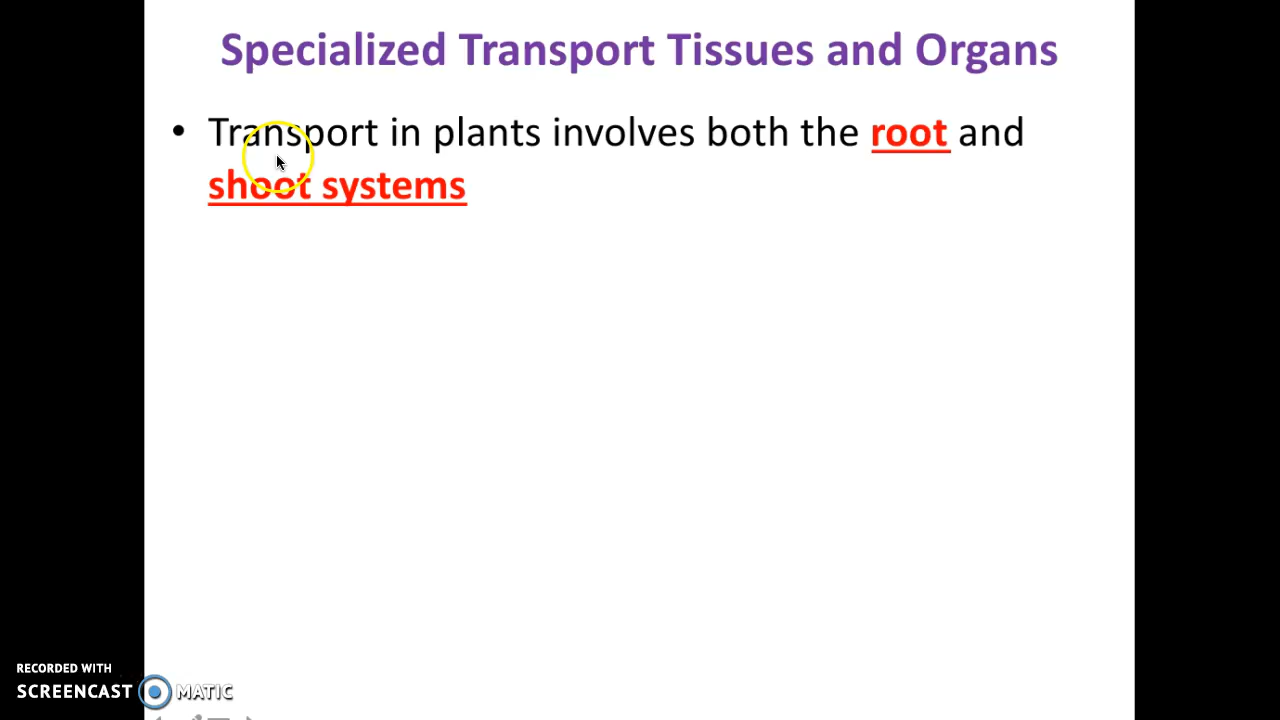 Specialized Transport Tissues and Organs
• Transport in plants involves both the root and
shoot systems
RECORDED WITH
SCREENCAST MATIC